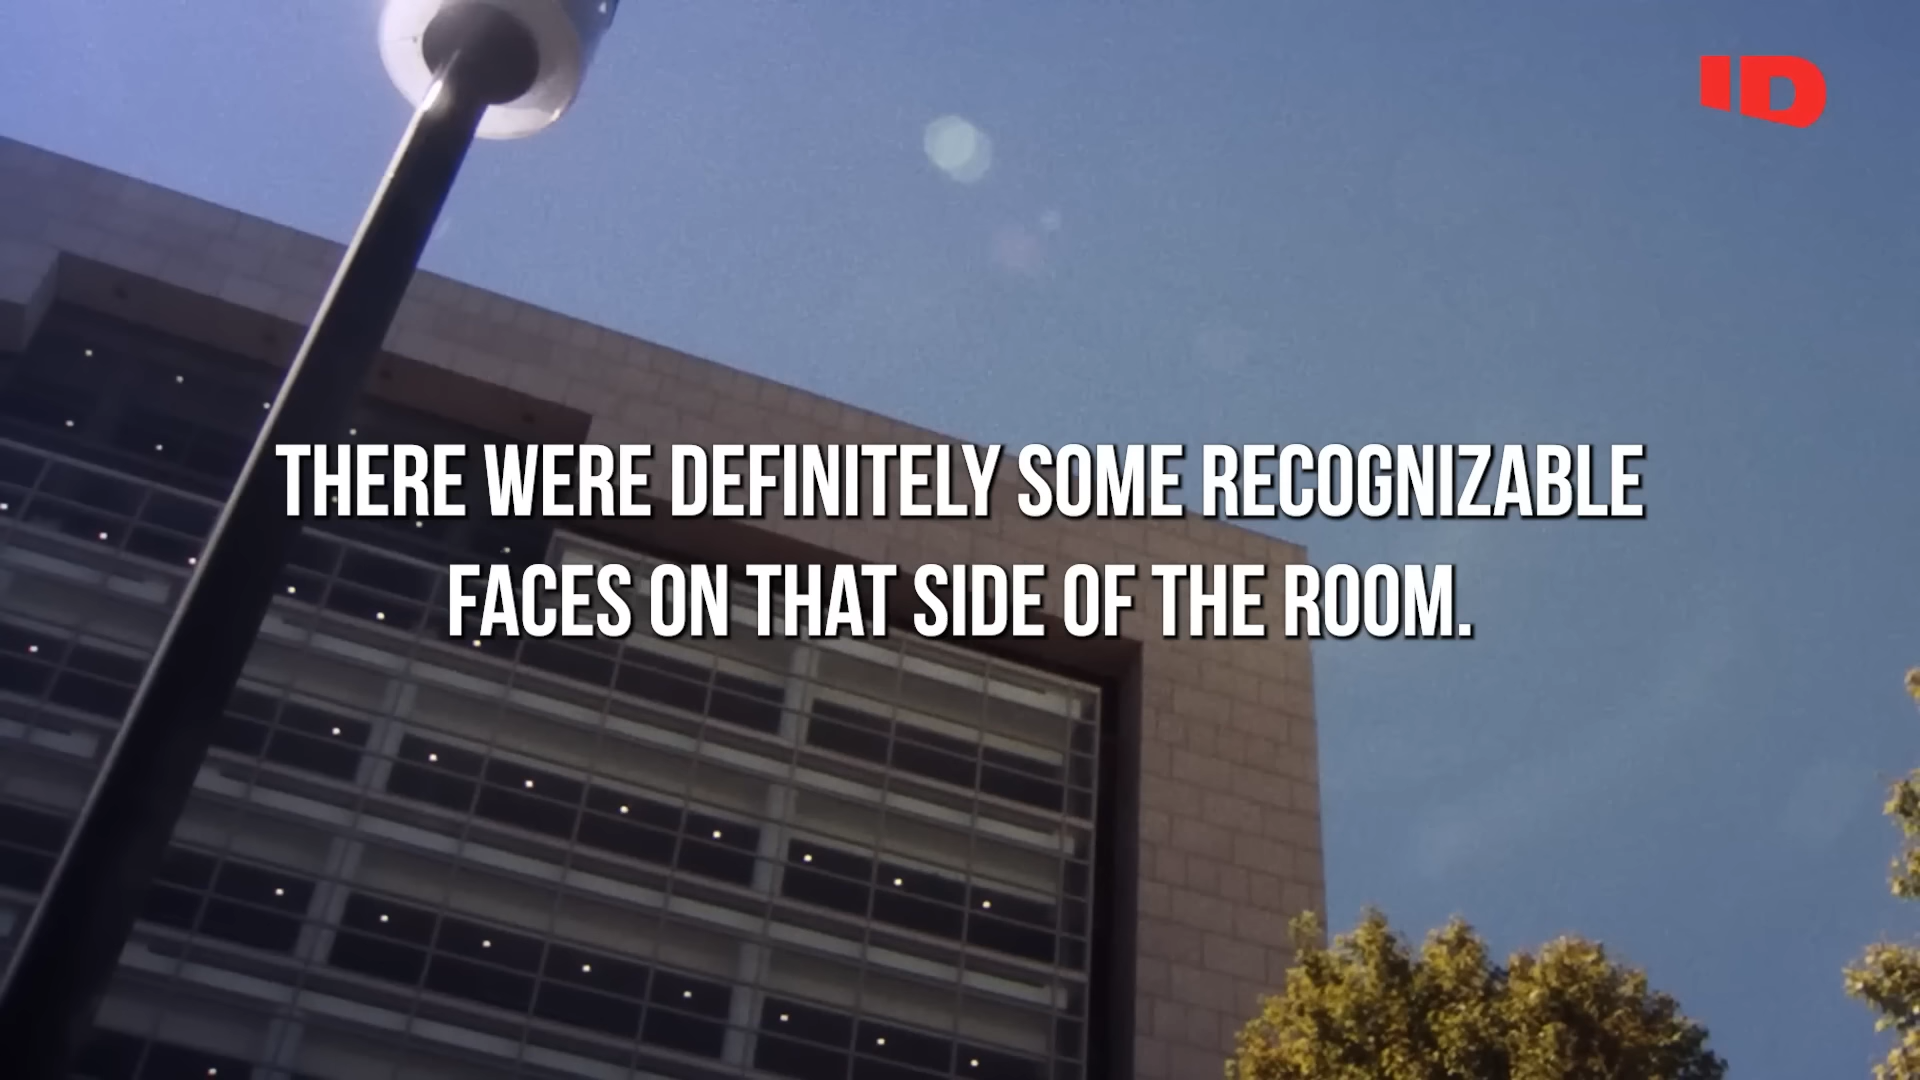 ID
THERE WERE DEFINITELY SOME RECOGNIZABLE
FACES ON THAT SIDE OF THE ROOM.